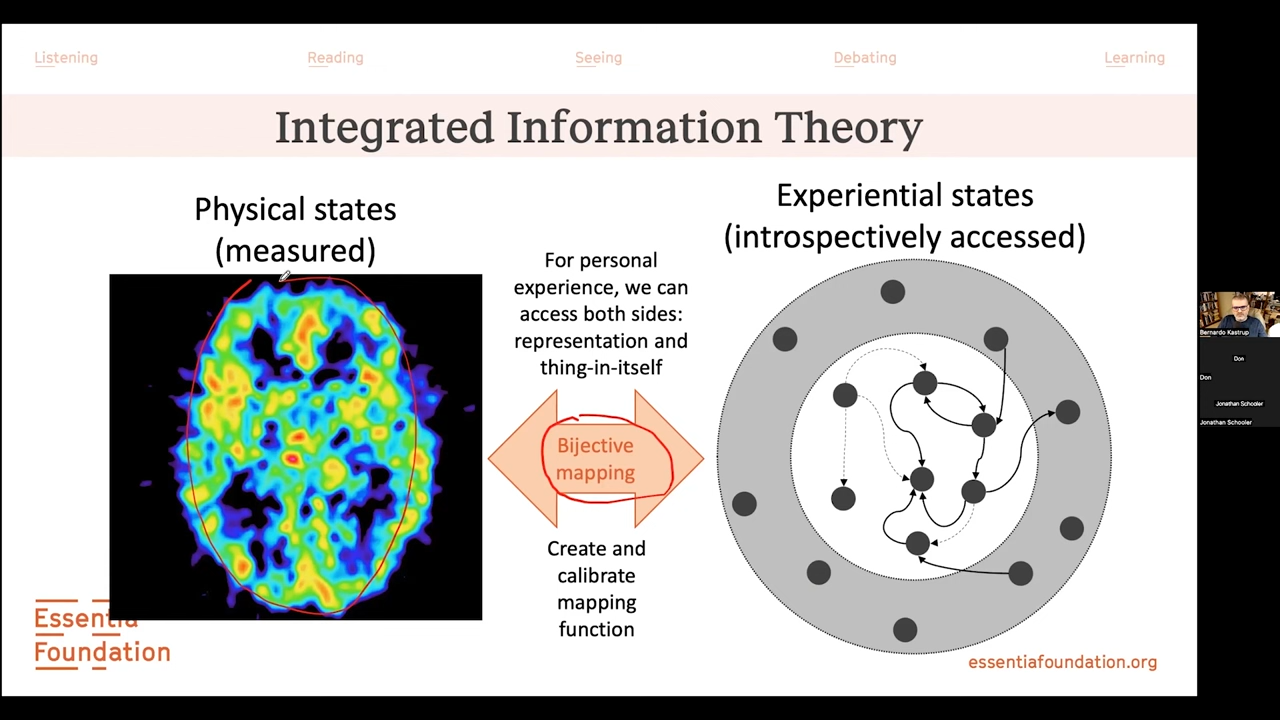 Listening
Reading
Seeing
Debating
Learning
Integrated Information Theory
Physical states
(measured)
For personal
experience, we can
access both sides:
representation and
thing-in-itself
Bijective
mapping
Create and
calibrate
mapping
function
Experiential states
(introspectively accessed)
Essentia
Foundation
essentiafoundation.org
Bernardo Kastrup
Don
Don
Jonathan Schooler
Jonathan Schooler